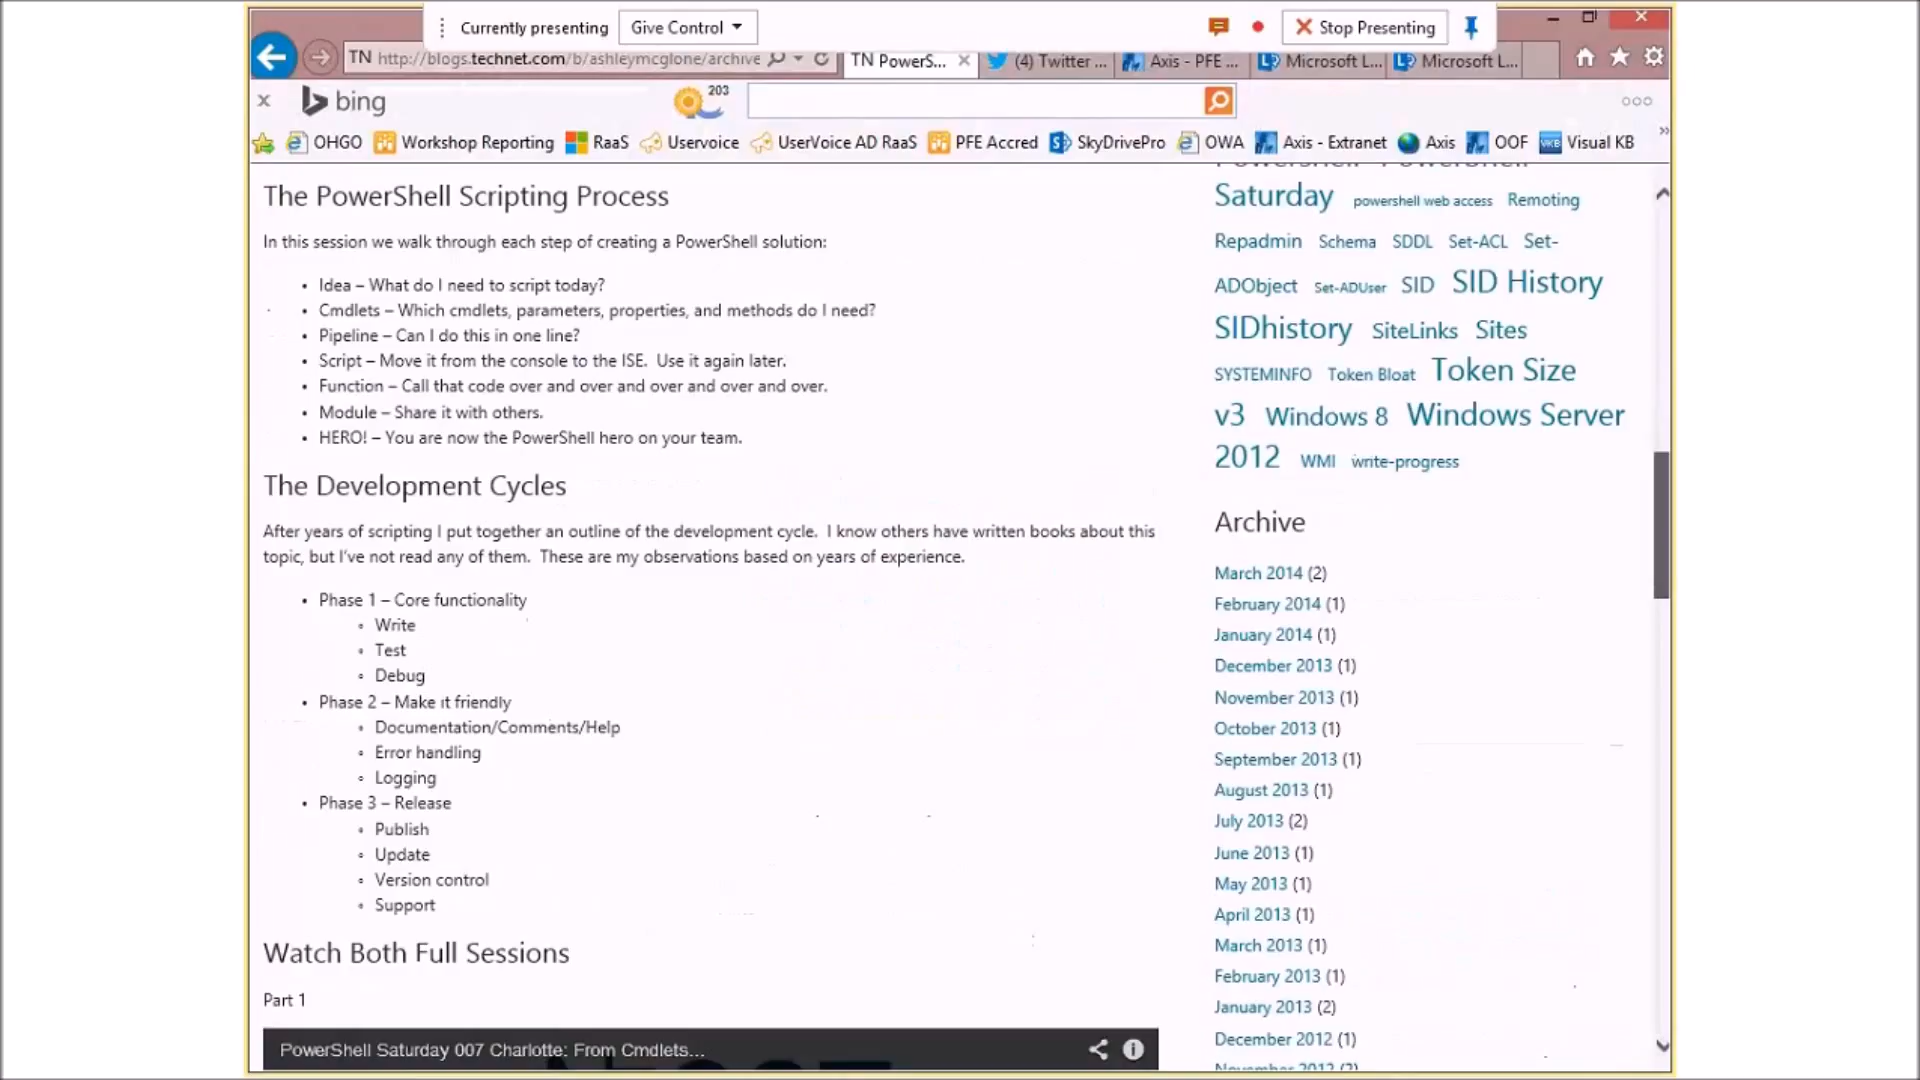 Currently presenting
Give Control
Stop Presenting
TN http://blogs.technet.com/b/ashleymcglone/archive
TN PowerS...
(4) Twitter ...
Axis - PFE ...
Microsoft L...
Microsoft L...
bing
203
OHGO
Workshop Reporting
RaaS
Uservoice
UserVoice AD RaaS
PFE Accred
SkyDrivePro
OWA
Axis - Extranet
Axis
OOF
VKB Visual KB
The PowerShell Scripting Process
In this session we walk through each step of creating a PowerShell solution:
• Idea – What do I need to script today?
• Cmdlets – Which cmdlets, parameters, properties, and methods do I need?
• Pipeline – Can I do this in one line?
• Script – Move it from the console to the ISE.  Use it again later.
• Function – Call that code over and over and over and over and over.
• Module – Share it with others.
• HERO! – You are now the PowerShell hero on your team.
The Development Cycles
After years of scripting I put together an outline of the development cycle.  I know others have written books about this
topic, but I've not read any of them.  These are my observations based on years of experience.
• Phase 1 – Core functionality
◦ Write
◦ Test
◦ Debug
• Phase 2 – Make it friendly
◦ Documentation/Comments/Help
◦ Error handling
◦ Logging
• Phase 3 – Release
◦ Publish
◦ Update
◦ Version control
◦ Support
Watch Both Full Sessions
Part 1
PowerShell Saturday 007 Charlotte: From Cmdlets...
Powershell PowerShell
Saturday powershell web access Remoting
Repadmin Schema SDDL Set-ACL Set-
ADObject Set-ADUser SID SID History
SIDhistory SiteLinks Sites
SYSTEMINFO Token Bloat Token Size
v3 Windows 8 Windows Server
2012 WMI write-progress
Archive
March 2014 (2)
February 2014 (1)
January 2014 (1)
December 2013 (1)
November 2013 (1)
October 2013 (1)
September 2013 (1)
August 2013 (1)
July 2013 (2)
June 2013 (1)
May 2013 (1)
April 2013 (1)
March 2013 (1)
February 2013 (1)
January 2013 (2)
December 2012 (1)
November 2012 (2)